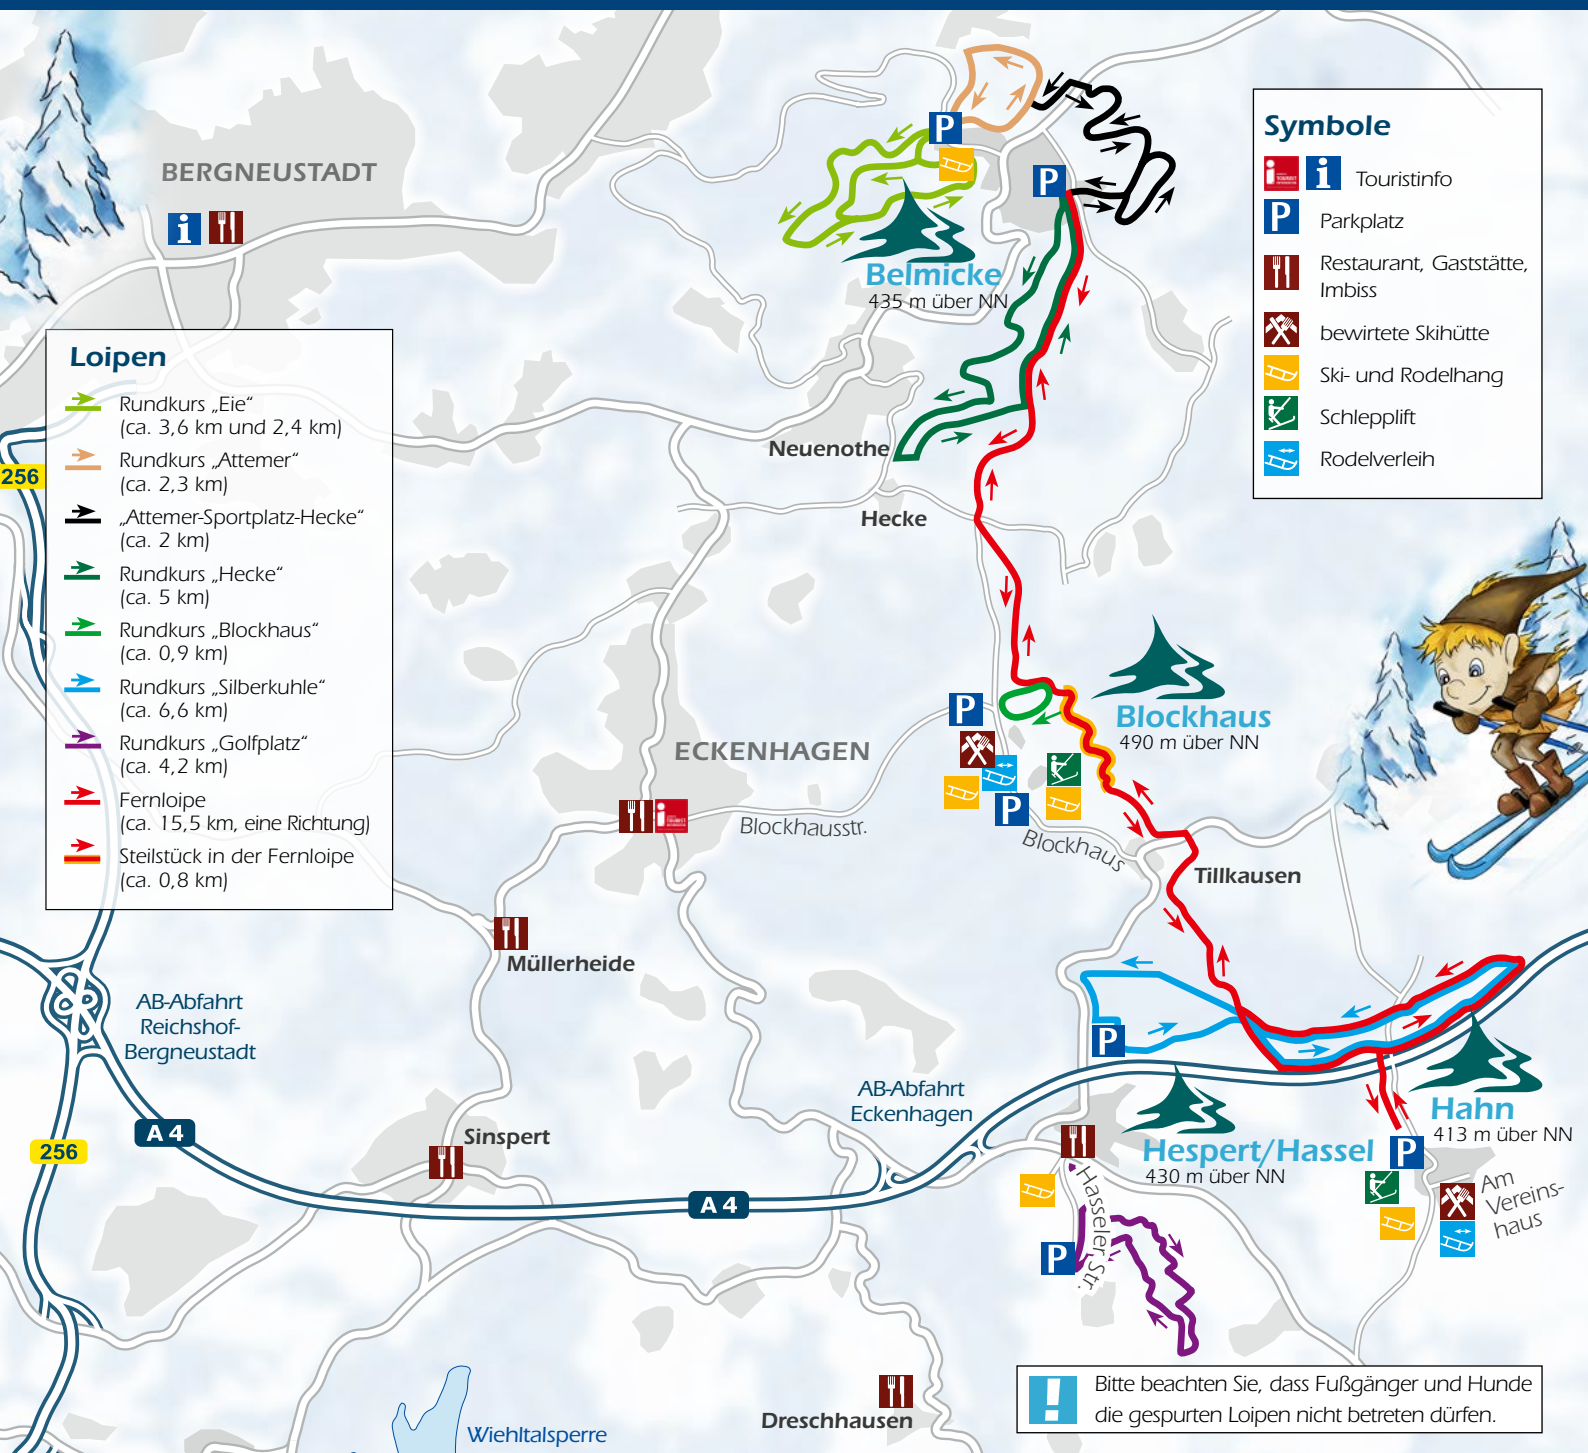 BERGNEUSTADT
Belmicke
435 m über NN
Symbole
i
i
Touristinfo
P
Parkplatz
Restaurant, Gaststätte,
Imbiss
bewirtete Skihütte
Ski- und Rodelhang
Schlepplift
Rodelverleih
P
P
i
Loipen
Rundkurs „Eie“
(ca. 3,6 km und 2,4 km)
Rundkurs „Attemer“
(ca. 2,3 km)
„Attemer-Sportplatz-Hecke“
(ca. 2 km)
Rundkurs „Hecke“
(ca. 5 km)
Rundkurs „Blockhaus“
(ca. 0,9 km)
Rundkurs „Silberkuhle“
(ca. 6,6 km)
Rundkurs „Golfplatz“
(ca. 4,2 km)
Fernloipe
(ca. 15,5 km, eine Richtung)
Steilstück in der Fernloipe
(ca. 0,8 km)
256
Neuenothe
Hecke
Blockhaus
490 m über NN
P
P
ECKENHAGEN
i
Blockhausstr.
Blockhaus
Tillkausen
Müllerheide
AB-Abfahrt
Reichshof-
Bergneustadt
P
AB-Abfahrt
Eckenhagen
Hahn
413 m über NN
P
Am
Vereins-
haus
Hespert/Hassel
430 m über NN
Hasseler Str.
P
A 4
256
Sinspert
A 4
Dreschhausen
Wiehltalsperre
!
Bitte beachten Sie, dass Fußgänger und Hunde
die gespurten Loipen nicht betreten dürfen.